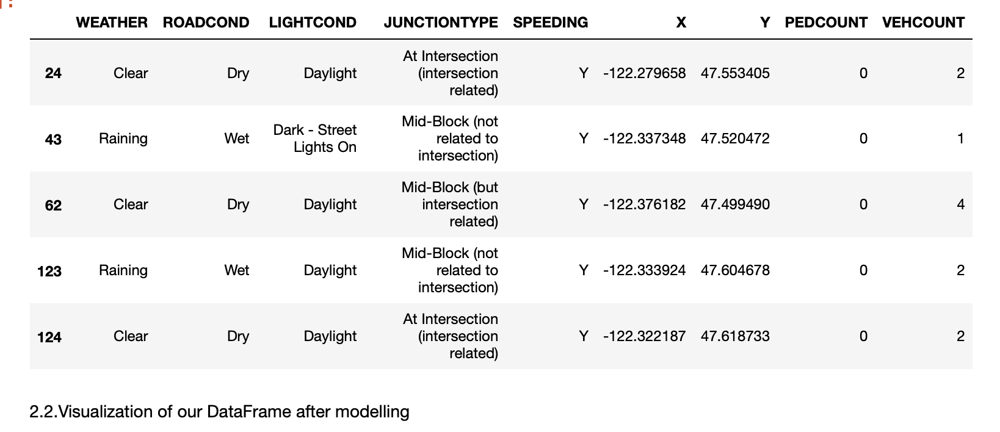 WEATHER ROADCOND LIGHTCOND JUNCTIONTYPE SPEEDING X Y PEDCOUNT VEHCOUNT
24 Clear Dry Daylight At Intersection (intersection related) Y -122.279658 47.553405 0 2
43 Raining Wet Dark - Street Lights On Mid-Block (not related to intersection) Y -122.337348 47.520472 0 1
62 Clear Dry Daylight Mid-Block (but intersection related) Y -122.376182 47.499490 0 4
123 Raining Wet Daylight Mid-Block (not related to intersection) Y -122.333924 47.604678 0 2
124 Clear Dry Daylight At Intersection (intersection related) Y -122.322187 47.618733 0 2
2.2.Visualization of our DataFrame after modelling